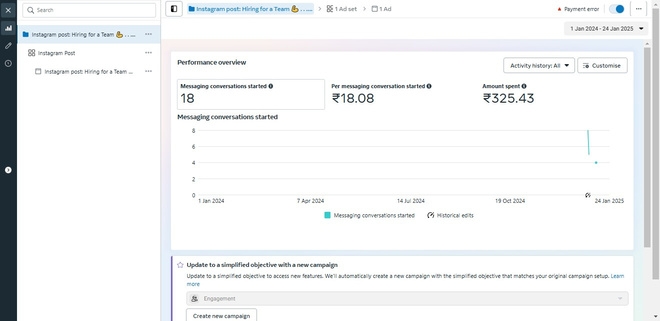 Search
Instagram post: Hiring for a Team 💪 . ...
Instagram Post
Instagram post: Hiring for a Team ...
Instagram post: Hiring for a Team 💪 . ...
1 Ad set
1 Ad
Payment error
1 Jan 2024 - 24 Jan 2025
Performance overview
Activity history: All
Customise
Messaging conversations started
18
Per messaging conversation started
₹18.08
Amount spent
₹325.43
Messaging conversations started
8
6
4
2
0
1 Jan 2024
7 Apr 2024
14 Jul 2024
19 Oct 2024
24 Jan 2025
Messaging conversations started
Historical edits
Update to a simplified objective with a new campaign
Update to a simplified objective to access new features. We'll automatically create a new campaign with the simplified objective that matches your original campaign setup. Learn
more
Engagement
Create new campaign